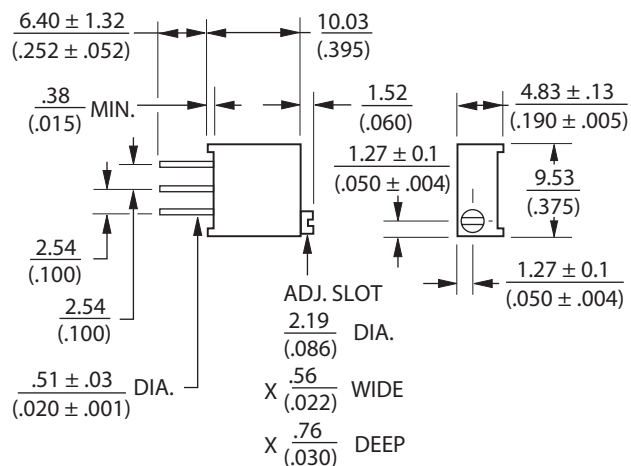 6.40 ± 1.32
(.252 ± .052)
10.03
(.395)
.38
(.015)
MIN.
1.52
(.060)
4.83 ± .13
(.190 ± .005)
1.27 ± 0.1
(.050 ± .004)
9.53
(.375)
2.54
(.100)
2.54
(.100)
1.27 ± 0.1
(.050 ± .004)
ADJ. SLOT
2.19
(.086)
DIA.
.51 ± .03
(.020 ± .001)
DIA.
X .56
(.022)
WIDE
X .76
(.030)
DEEP